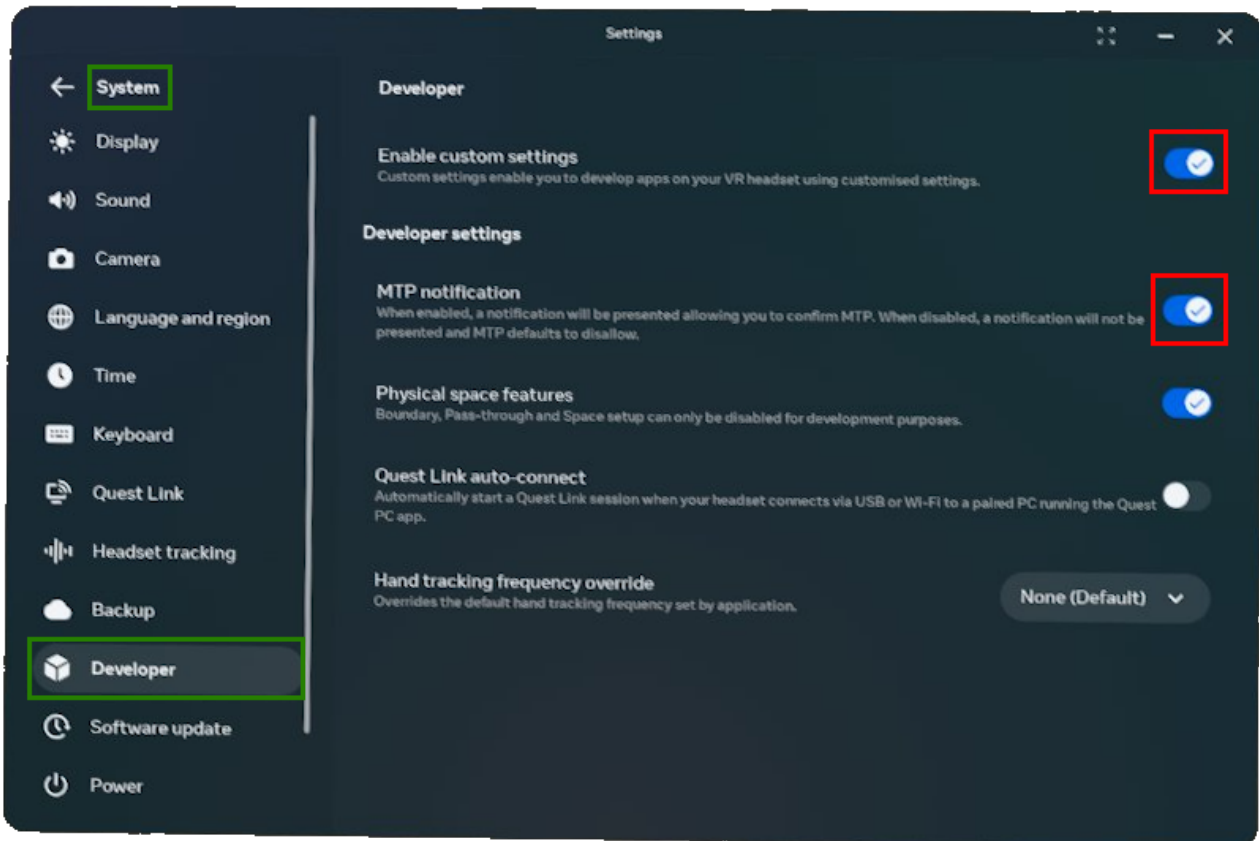 Settings
System
Display
Sound
Camera
Language and region
Time
Keyboard
Quest Link
Headset tracking
Backup
Developer
Software update
Power
Developer
Enable custom settings
Custom settings enable you to develop apps on your VR headset using customised settings.
Developer settings
MTP notification
When enabled, a notification will be presented allowing you to confirm MTP. When disabled, a notification will not be
presented and MTP defaults to disallow.
Physical space features
Boundary, Pass-through and Space setup can only be disabled for development purposes.
Quest Link auto-connect
Automatically start a Quest Link session when your headset connects via USB or Wi-Fi to a paired PC running the Quest
PC app.
Hand tracking frequency override
Overrides the default hand tracking frequency set by application.
None (Default)